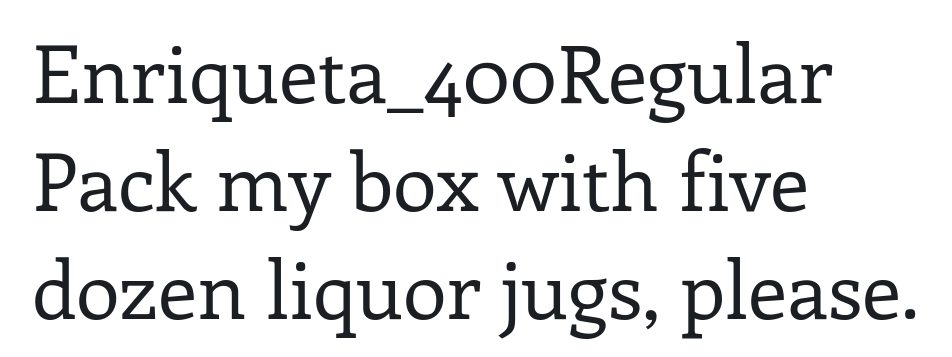 Enriqueta_400Regular
Pack my box with five
dozen liquor jugs, please.